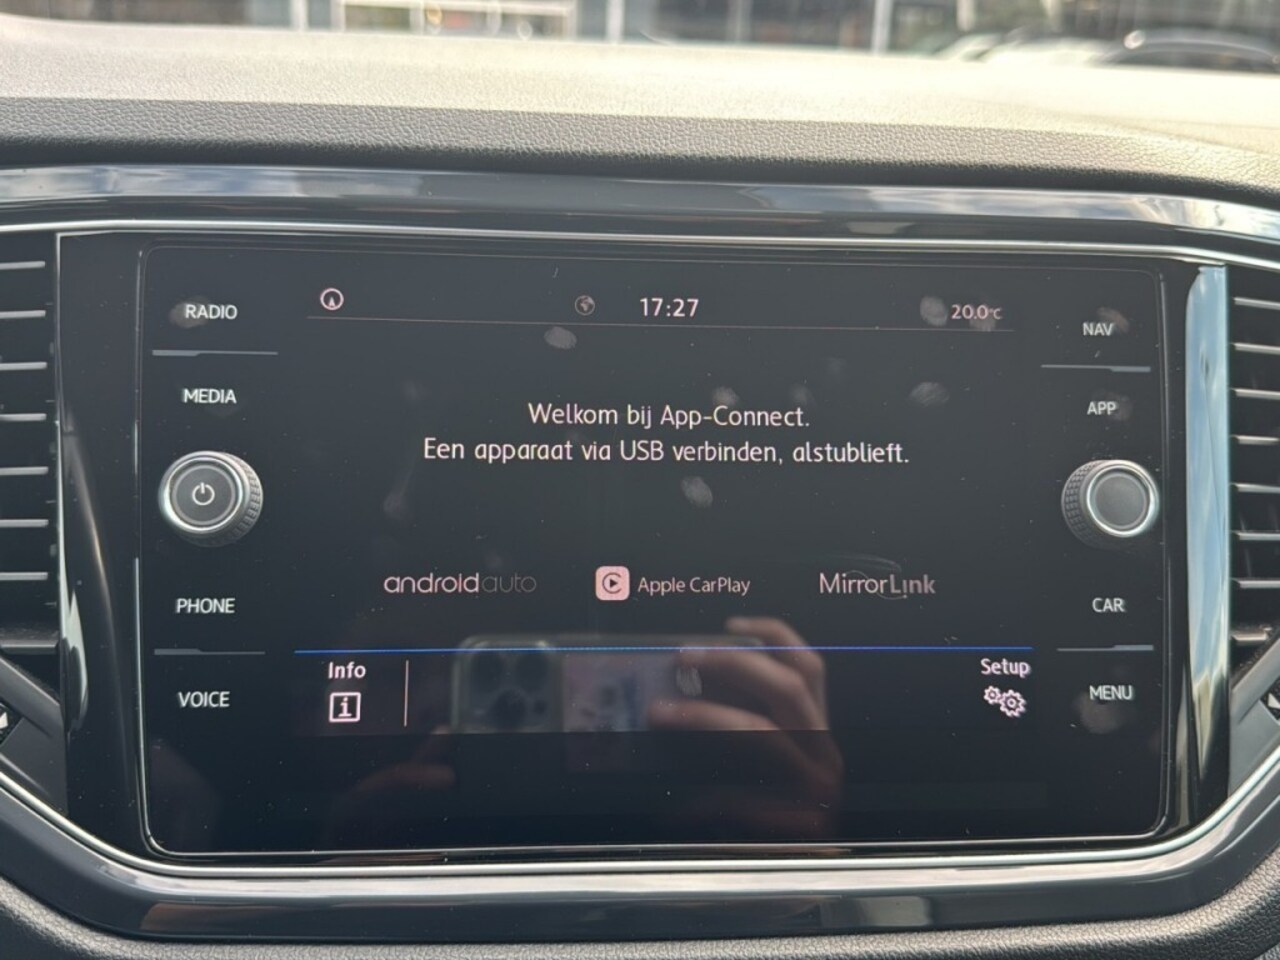 RADIO
MEDIA
PHONE
VOICE
17:27
20.0°C
Welkom bij App-Connect.
Een apparaat via USB verbinden, alstublieft.
androidauto
Apple CarPlay
MirrorLink
Info
i
Setup
NAV
APP
CAR
MENU